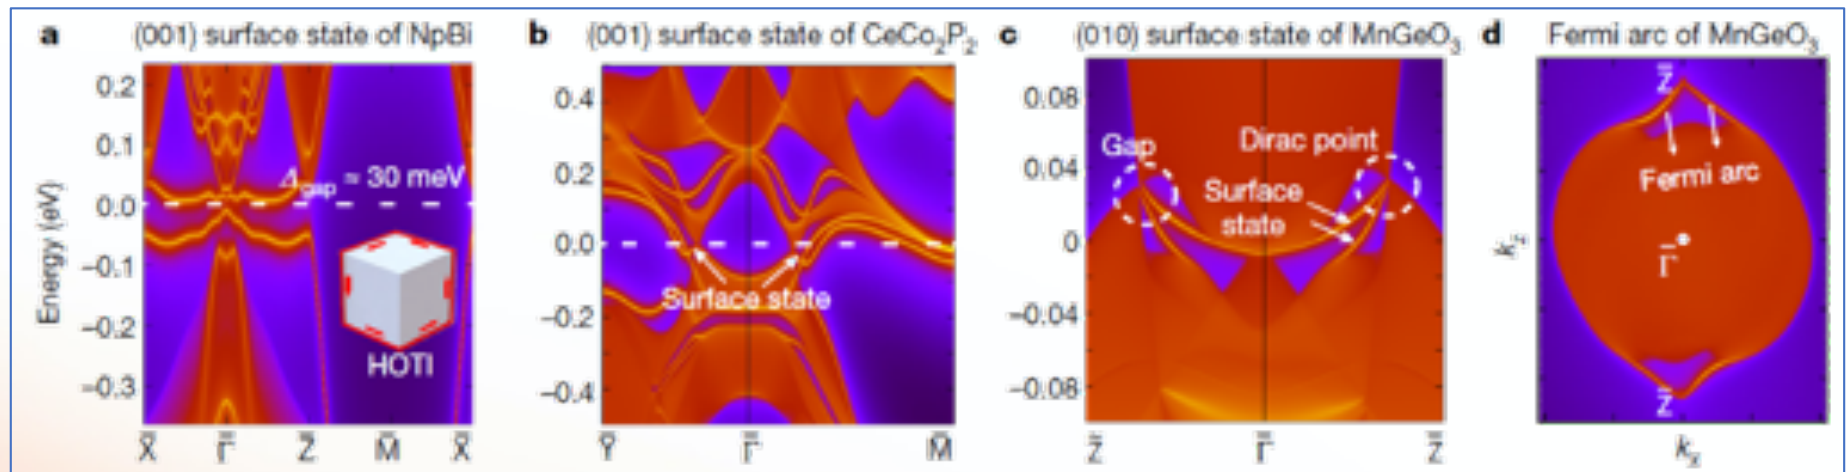 a (001) surface state of NpBi
Energy (eV)
0.2
0.1
0.0
−0.1
−0.2
−0.3
Δgap = 30 meV
HOTI
X̄ Γ̄ Z̄ M̄ X̄
b (001) surface state of CeCo₂P₂
0.4
0.2
0.0
−0.2
−0.4
Surface state
Ȳ Γ̄ M̄
c (010) surface state of MnGeO₃
0.08
0.04
0
−0.04
−0.08
Gap
Dirac point
Surface
state
Z̄ Γ̄ Z̄
d Fermi arc of MnGeO₃
Z̄
Fermi arc
Γ̄
Z̄
k_z
k_x